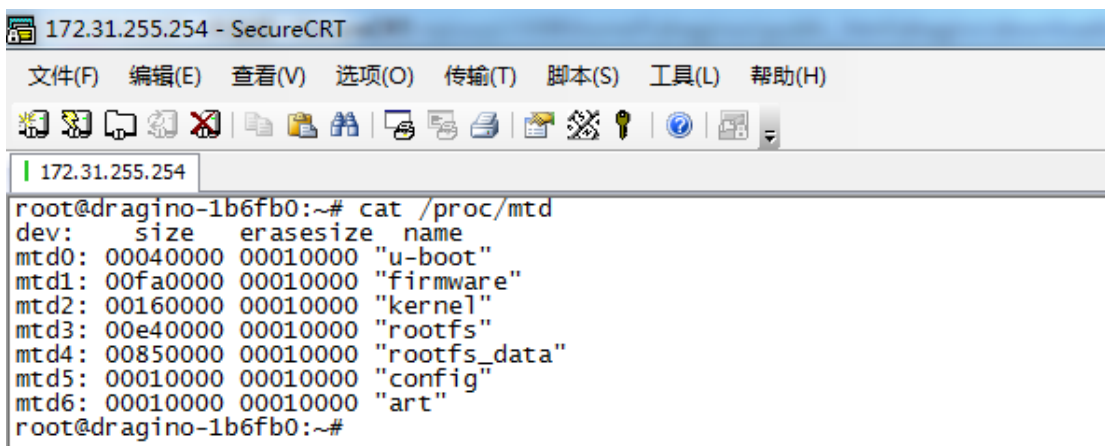 172.31.255.254 - SecureCRT
文件(F) 编辑(E) 查看(V) 选项(O) 传输(T) 脚本(S) 工具(L) 帮助(H)
172.31.255.254
root@dragino-1b6fb0:~# cat /proc/mtd
dev:    size   erasesize  name
mtd0: 00040000 00010000 "u-boot"
mtd1: 00fa0000 00010000 "firmware"
mtd2: 00160000 00010000 "kernel"
mtd3: 00e40000 00010000 "rootfs"
mtd4: 00850000 00010000 "rootfs_data"
mtd5: 00010000 00010000 "config"
mtd6: 00010000 00010000 "art"
root@dragino-1b6fb0:~#